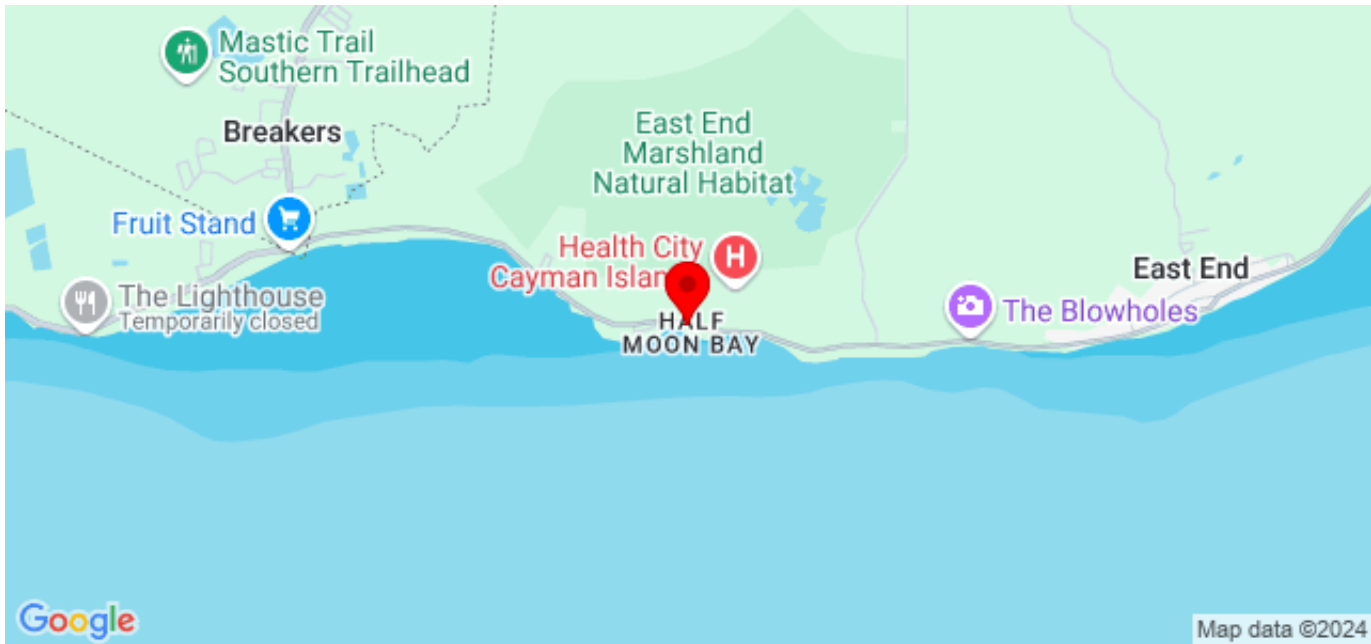 Mastic Trail
Southern Trailhead
Breakers
East End
Marshland
Natural Habitat
Fruit Stand
Health City
Cayman Islan
East End
The Lighthouse
Temporarily closed
The Blowholes
HALF
MOON BAY
Google
Map data ©2024